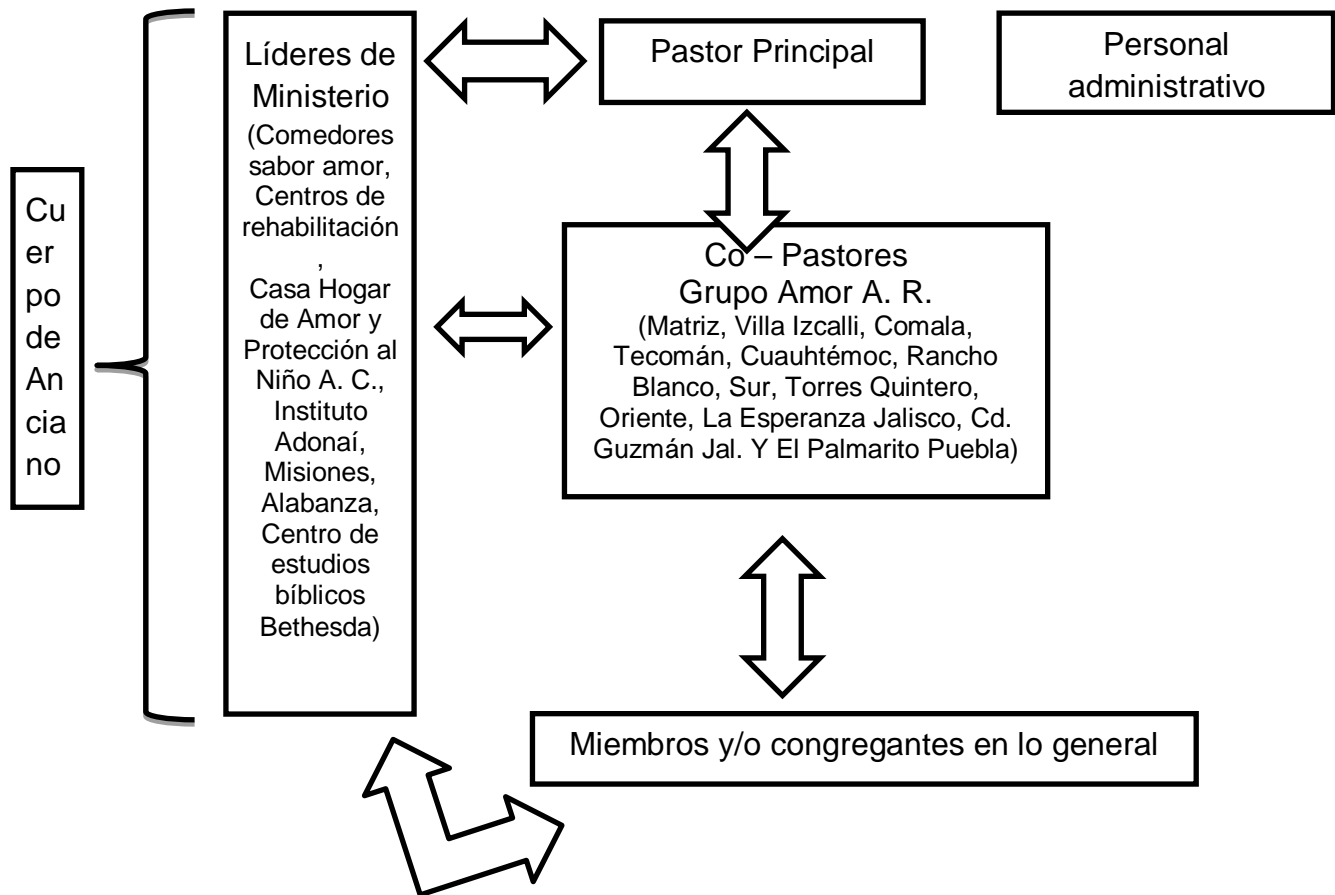 Cu
er
po
de
An
cia
no
Líderes de
Ministerio
(Comedores
sabor amor,
Centros de
rehabilitación
,
Casa Hogar
de Amor y
Protección al
Niño A. C.,
Instituto
Adonaí,
Misiones,
Alabanza,
Centro de
estudios
bíblicos
Bethesda)
Pastor Principal
Personal
administrativo
Co – Pastores
Grupo Amor A. R.
(Matriz, Villa Izcalli, Comala,
Tecomán, Cuauhtémoc, Rancho
Blanco, Sur, Torres Quintero,
Oriente, La Esperanza Jalisco, Cd.
Guzmán Jal. Y El Palmarito Puebla)
Miembros y/o congregantes en lo general